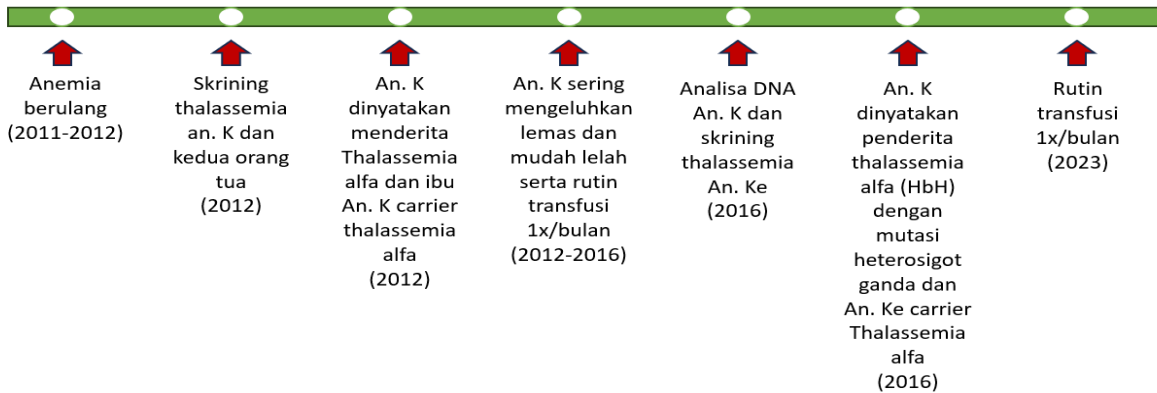 Anemia
berulang
(2011-2012)
Skrining
thalassemia
an. K dan
kedua orang
tua
(2012)
An. K
dinyatakan
menderita
Thalassemia
alfa dan ibu
An. K carrier
thalassemia
alfa
(2012)
An. K sering
mengeluhkan
lemas dan
mudah lelah
serta rutin
transfusi
1x/bulan
(2012-2016)
Analisa DNA
An. K dan
skrining
thalassemia
An. Ke
(2016)
An. K
dinyatakan
penderita
thalassemia
alfa (HbH)
dengan
mutasi
heterosigot
ganda dan
An. Ke carrier
Thalassemia
alfa
(2016)
Rutin
transfusi
1x/bulan
(2023)